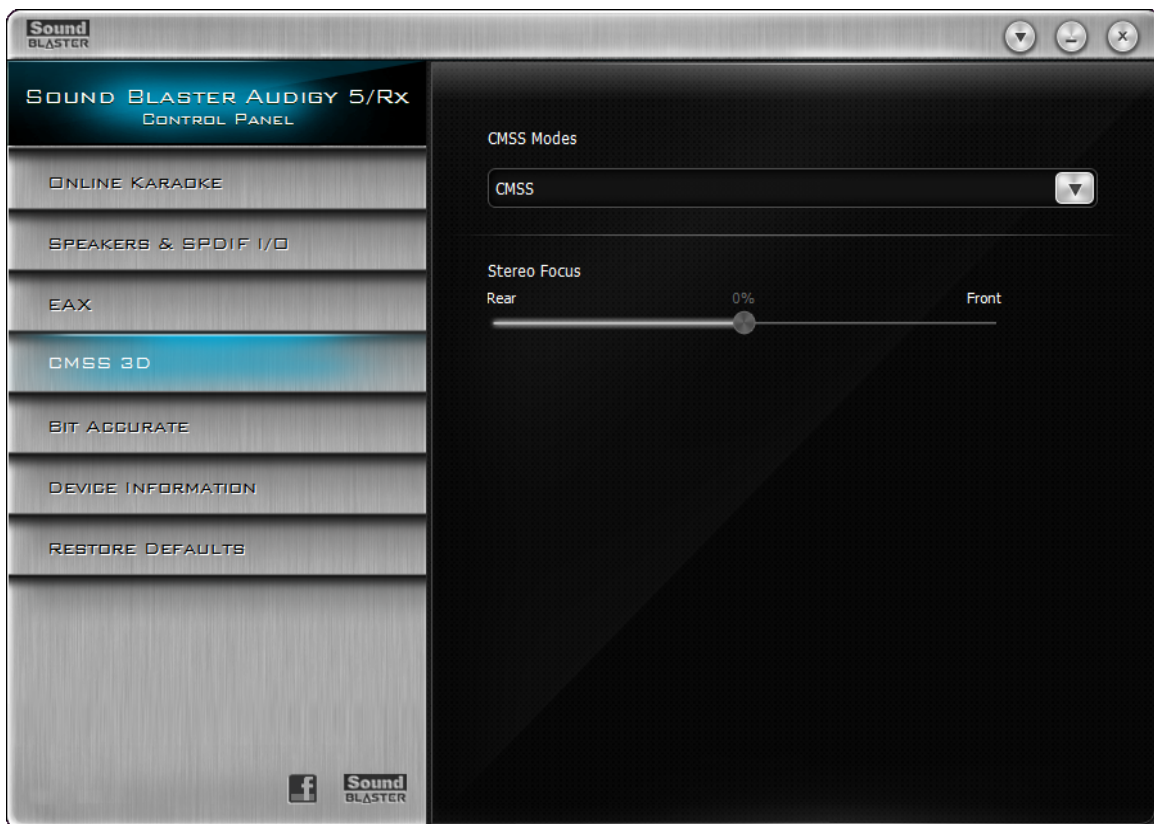 Sound
BLASTER
Sound Blaster Audigy 5/Rx
Control Panel
Online Karaoke
Speakers & SPDIF I/O
EAX
CMSS 3D
Bit Accurate
Device Information
Restore Defaults
f Sound
BLASTER
CMSS Modes
CMSS
Stereo Focus
Rear 0% Front